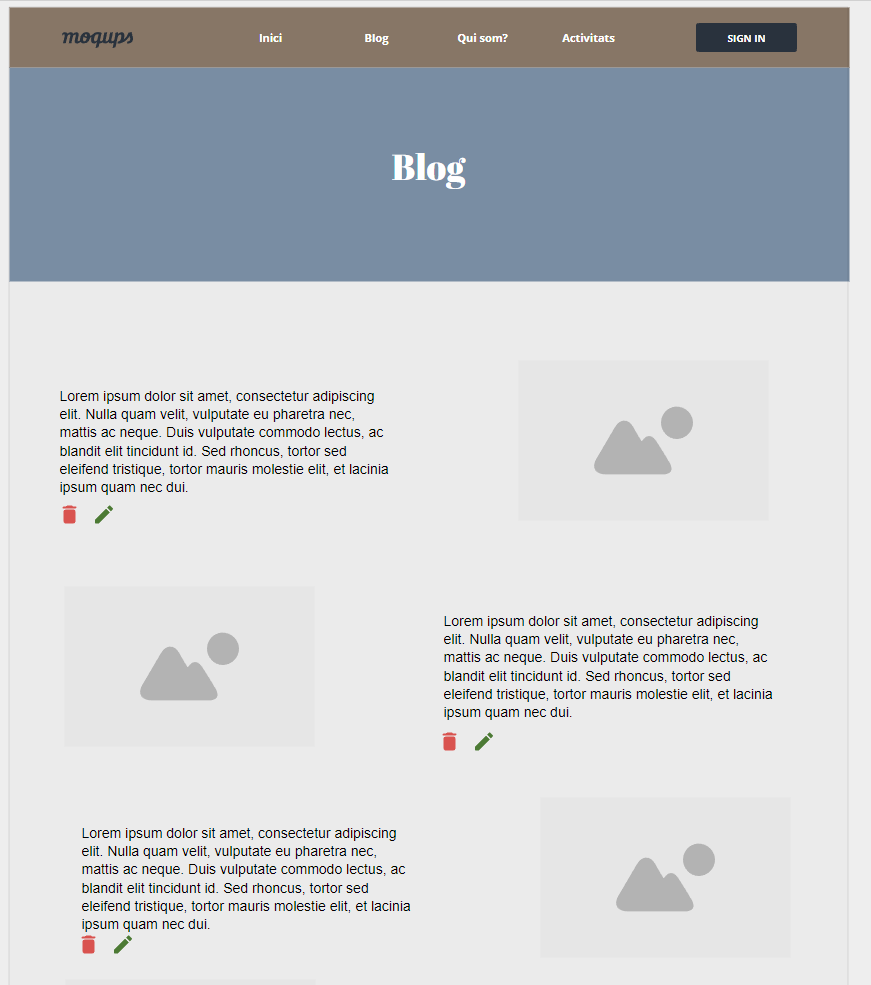 moqups
Inici
Blog
Qui som?
Activitats
SIGN IN
Blog
Lorem ipsum dolor sit amet, consectetur adipiscing
elit. Nulla quam velit, vulputate eu pharetra nec,
mattis ac neque. Duis vulputate commodo lectus, ac
blandit elit tincidunt id. Sed rhoncus, tortor sed
eleifend tristique, tortor mauris molestie elit, et lacinia
ipsum quam nec dui.
Lorem ipsum dolor sit amet, consectetur adipiscing
elit. Nulla quam velit, vulputate eu pharetra nec,
mattis ac neque. Duis vulputate commodo lectus, ac
blandit elit tincidunt id. Sed rhoncus, tortor sed
eleifend tristique, tortor mauris molestie elit, et lacinia
ipsum quam nec dui.
Lorem ipsum dolor sit amet, consectetur adipiscing
elit. Nulla quam velit, vulputate eu pharetra nec,
mattis ac neque. Duis vulputate commodo lectus, ac
blandit elit tincidunt id. Sed rhoncus, tortor sed
eleifend tristique, tortor mauris molestie elit, et lacinia
ipsum quam nec dui.